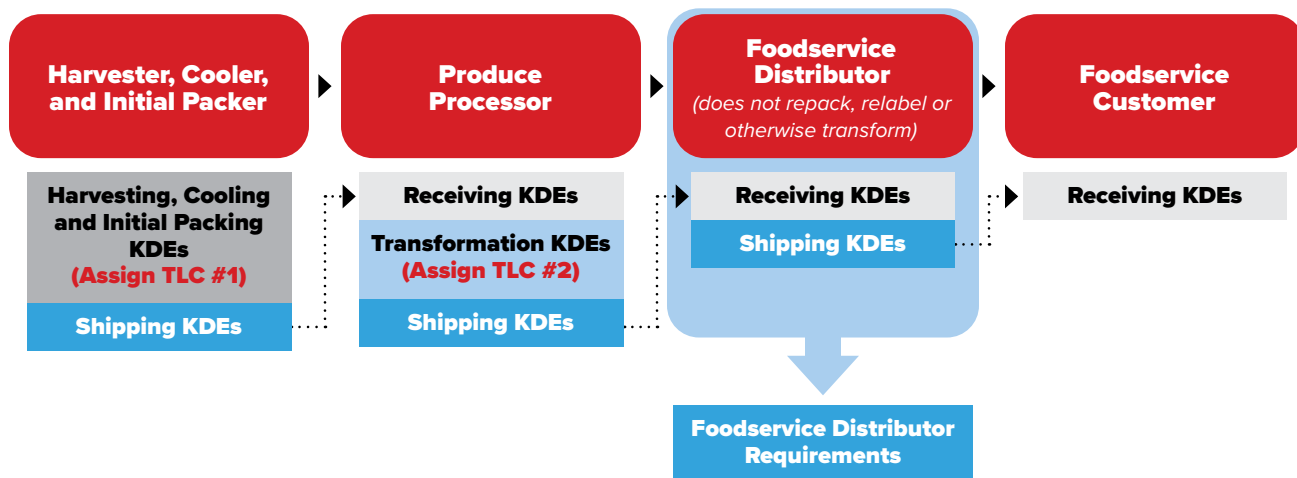 Harvester, Cooler,
and Initial Packer
Produce
Processor
Foodservice
Distributor
(does not repack, relabel or
otherwise transform)
Foodservice
Customer
Harvesting, Cooling
and Initial Packing
KDEs
(Assign TLC #1)
Shipping KDEs
Receiving KDEs
Transformation KDEs
(Assign TLC #2)
Shipping KDEs
Receiving KDEs
Shipping KDEs
Receiving KDEs
Foodservice Distributor
Requirements